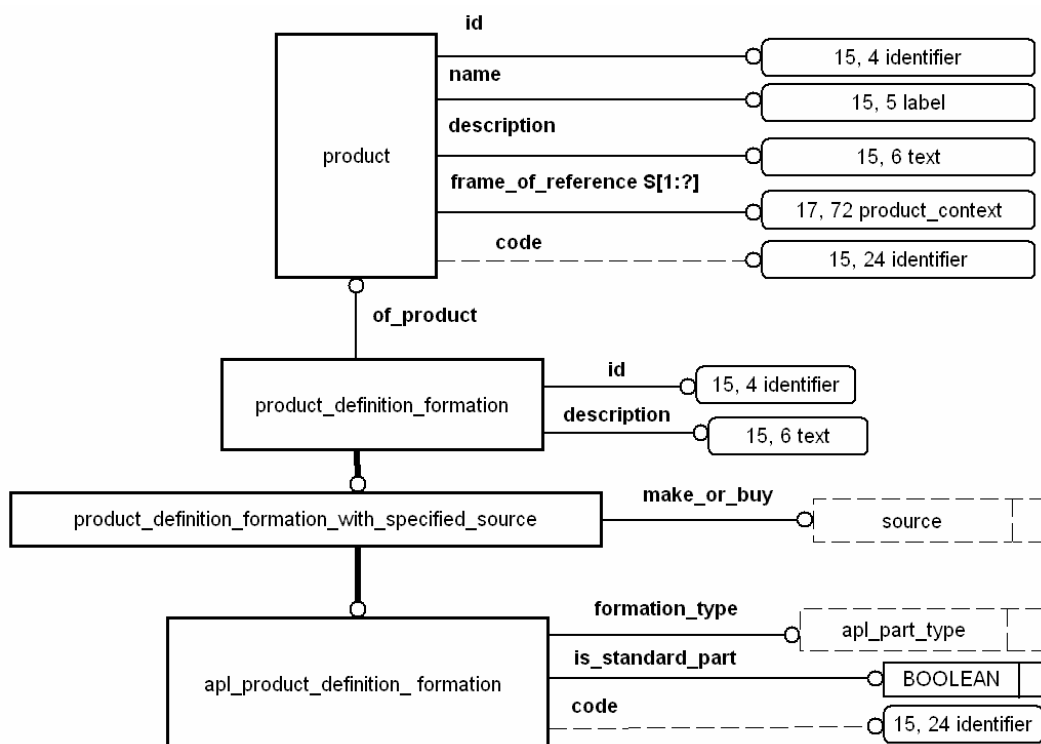 id
15, 4 identifier
name
15, 5 label
description
product
15, 6 text
frame_of_reference S[1:?]
17, 72 product_context
code
15, 24 identifier
of_product
id
15, 4 identifier
product_definition_formation
description
15, 6 text
make_or_buy
product_definition_formation_with_specified_source
source
formation_type
apl_part_type
is_standard_part
apl_product_definition_ formation
BOOLEAN
code
15, 24 identifier